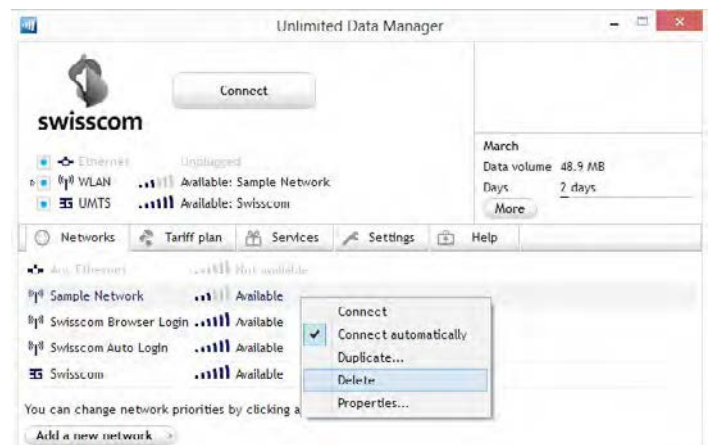 Unlimited Data Manager
swisscom
Connect
Ethernet Unplugged
WLAN Available: Sample Network
UMTS Available: Swisscom
March
Data volume 48.9 MB
Days 2 days
More
Networks Tariff plan Services Settings Help
Any Ethernet Not available
Sample Network Available
Swisscom Browser Login Available
Swisscom Auto Login Available
Swisscom Available
Connect
Connect automatically
Duplicate...
Delete
Properties...
You can change network priorities by clicking a
Add a new network